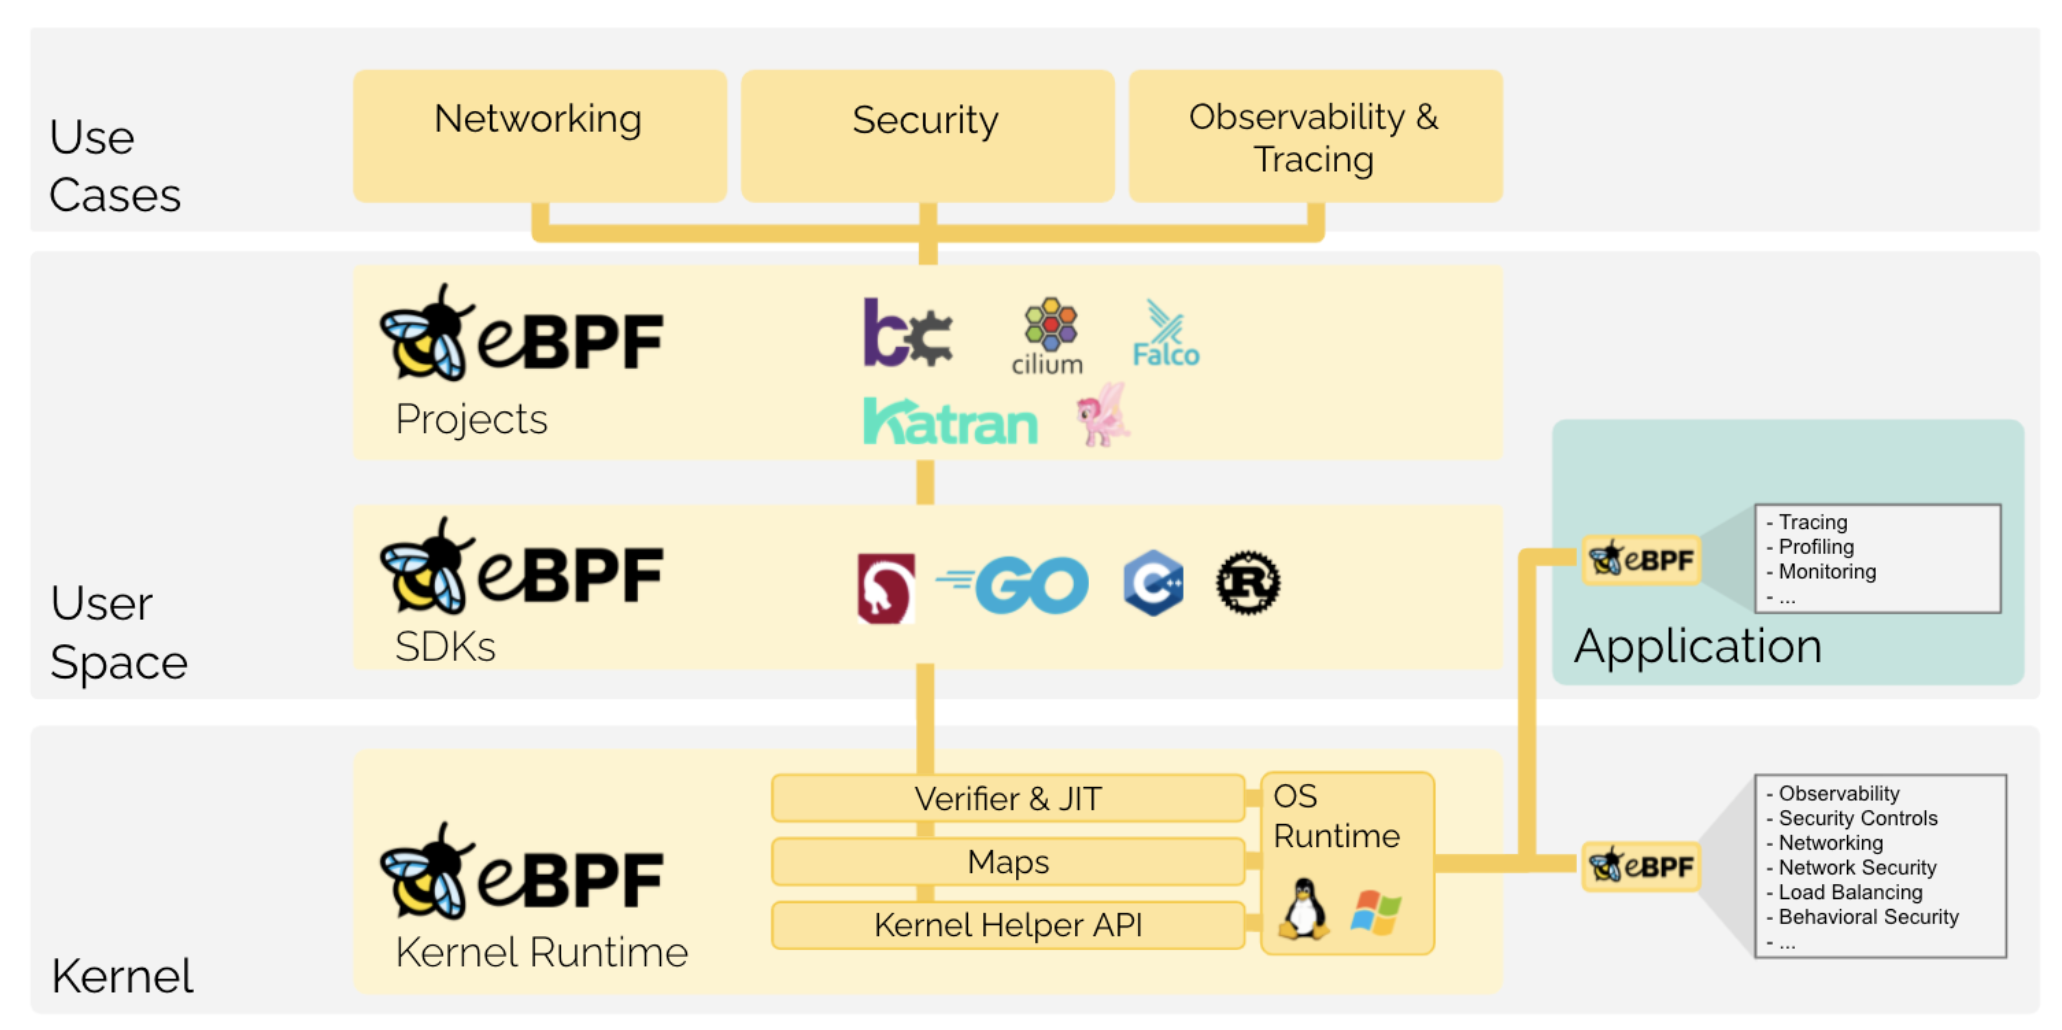 Use
Cases
Networking
Security
Observability &
Tracing
User
Space
eBPF
Projects
bc
cilium
Falco
Katran
eBPF
SDKs
GO
C++
R
eBPF
- Tracing
- Profiling
- Monitoring
- ...
Application
Kernel
eBPF
Kernel Runtime
Verifier & JIT
Maps
Kernel Helper API
OS
Runtime
eBPF
- Observability
- Security Controls
- Networking
- Network Security
- Load Balancing
- Behavioral Security
- ...